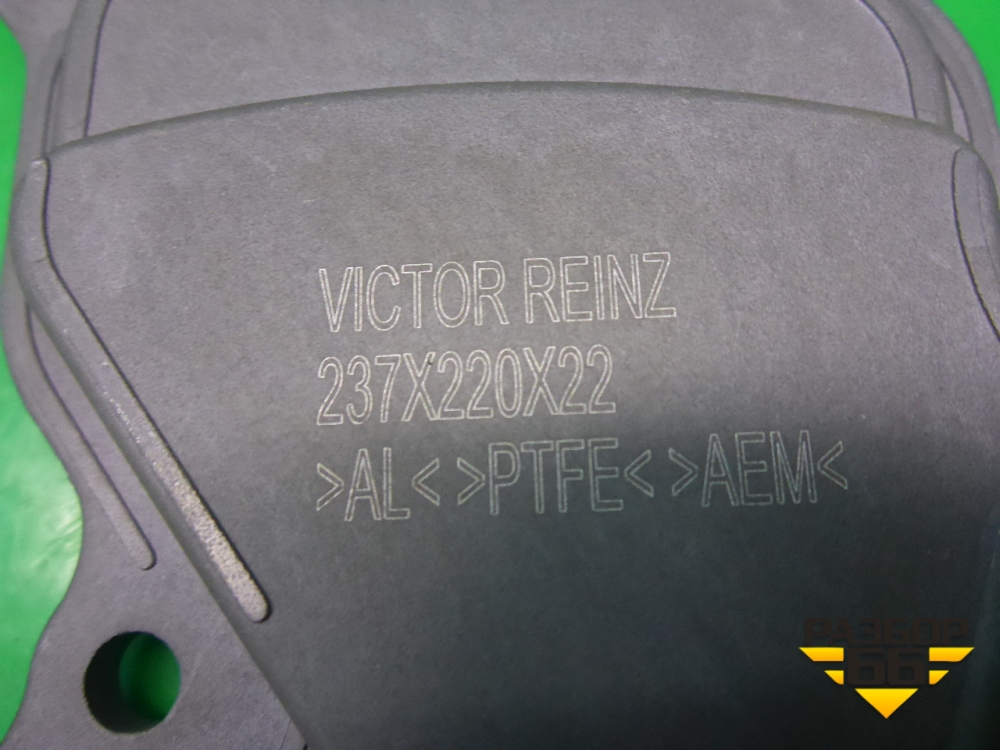 VICTOR REINZ
237X220X22
>AL< >PTFE< >AEM<
РАЗБОР
66